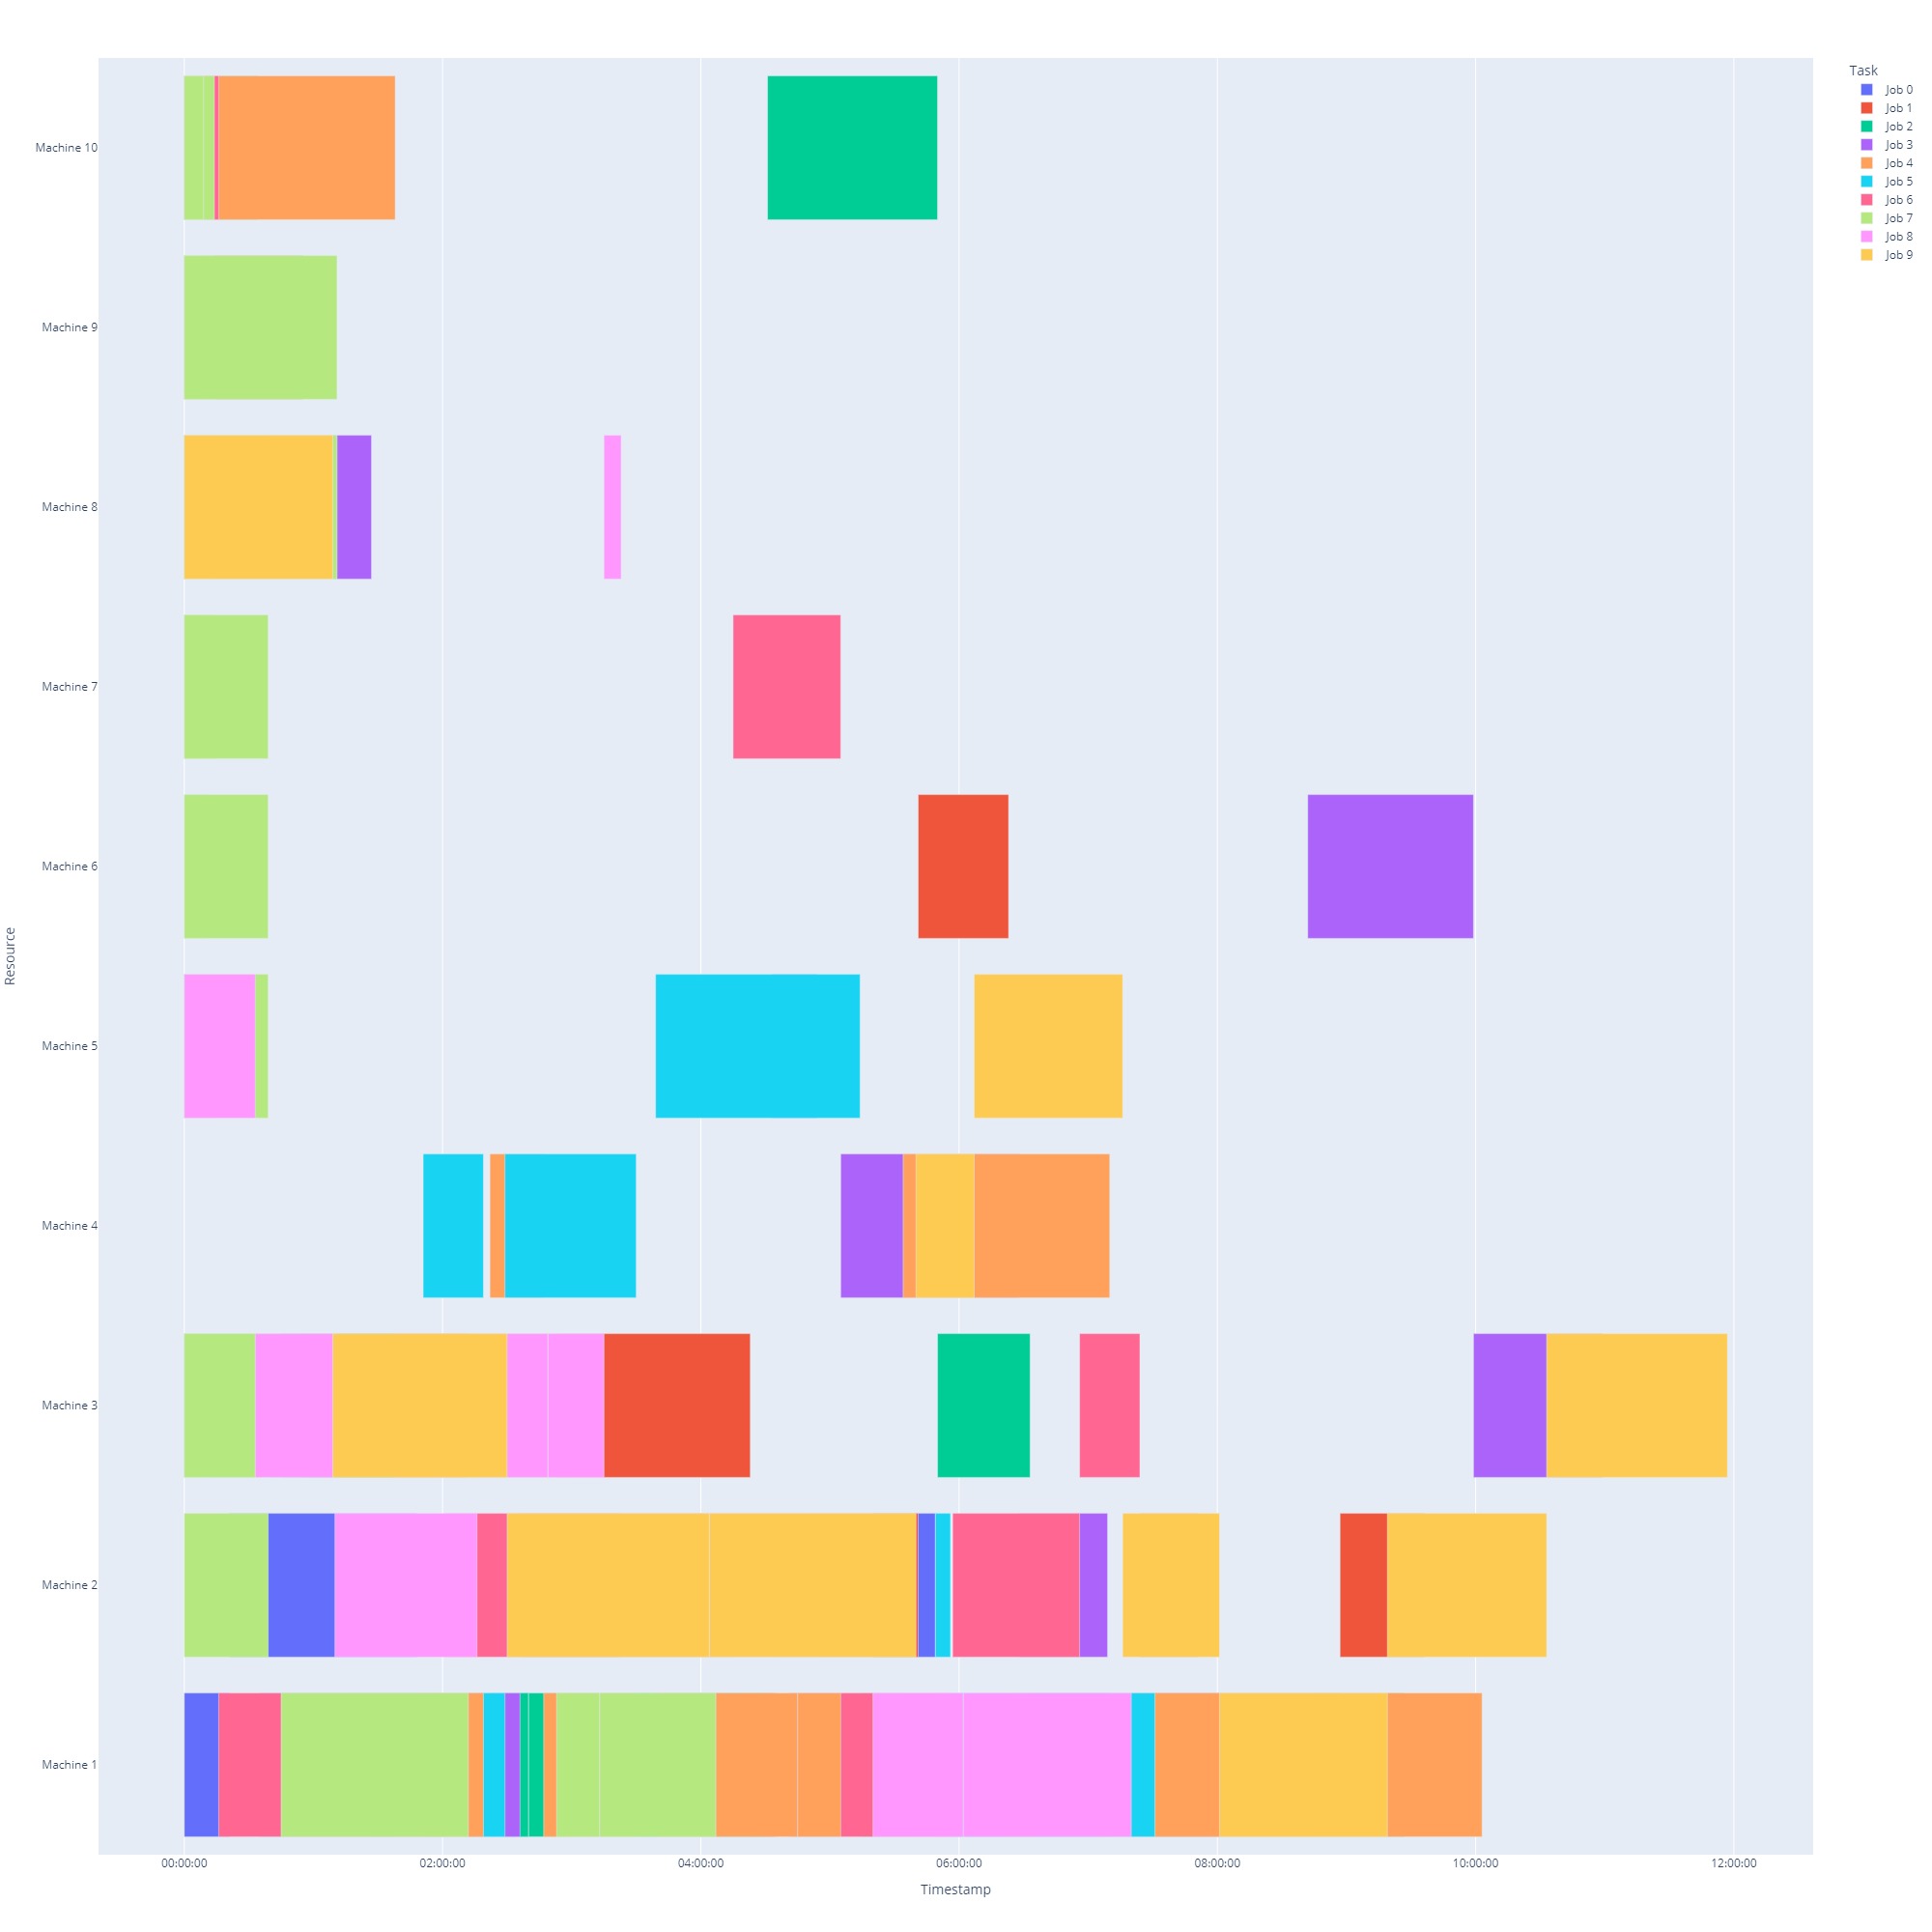 Task
Job 0
Job 1
Job 2
Job 3
Job 4
Job 5
Job 6
Job 7
Job 8
Job 9
Machine 10
Machine 9
Machine 8
Machine 7
Machine 6
Machine 5
Machine 4
Machine 3
Machine 2
Machine 1
Resource
00:00:00 02:00:00 04:00:00 06:00:00 08:00:00 10:00:00 12:00:00
Timestamp